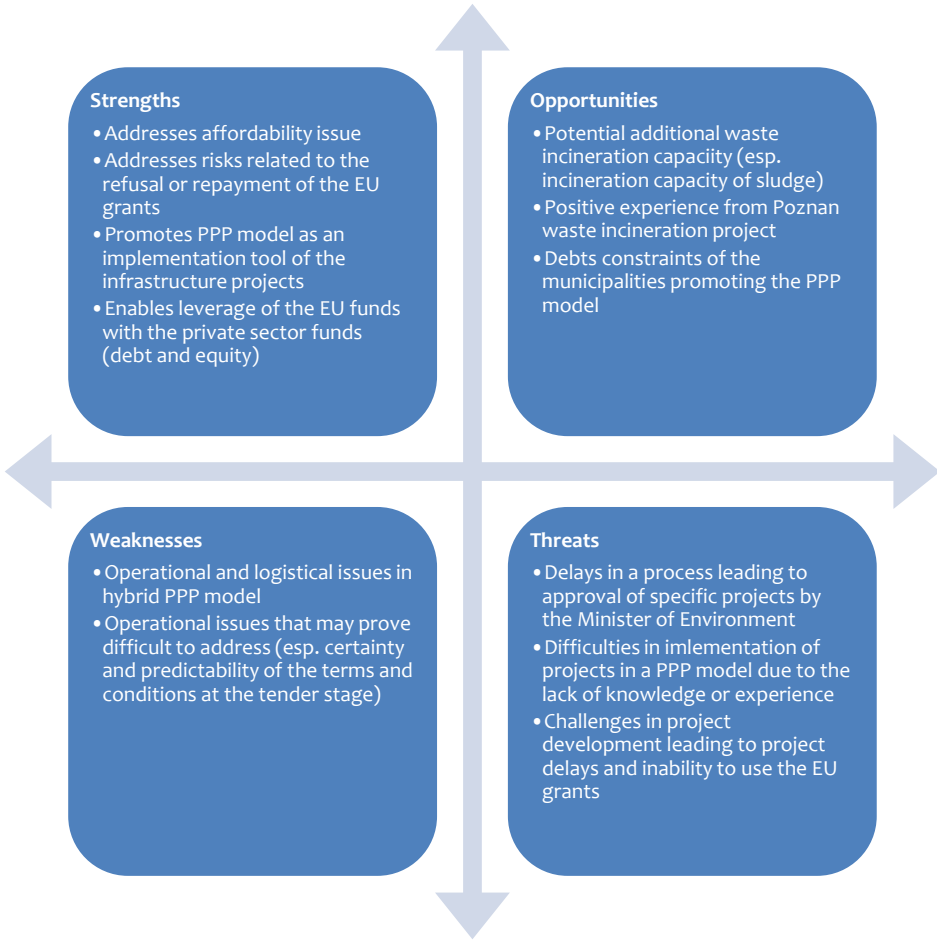 Strengths
•Addresses affordability issue
•Addresses risks related to the
refusal or repayment of the EU
grants
•Promotes PPP model as an
implementation tool of the
infrastructure projects
•Enables leverage of the EU funds
with the private sector funds
(debt and equity)
Opportunities
•Potential additional waste
incineration capaciity (esp.
incineration capacity of sludge)
•Positive experience from Poznan
waste incineration project
•Debts constraints of the
municipalities promoting the PPP
model
Weaknesses
•Operational and logistical issues in
hybrid PPP model
•Operational issues that may prove
difficult to address (esp. certainty
and predictability of the terms and
conditions at the tender stage)
Threats
•Delays in a process leading to
approval of specific projects by
the Minister of Environment
•Difficulties in imlementation of
projects in a PPP model due to the
lack of knowledge or experience
•Challenges in project
development leading to project
delays and inability to use the EU
grants